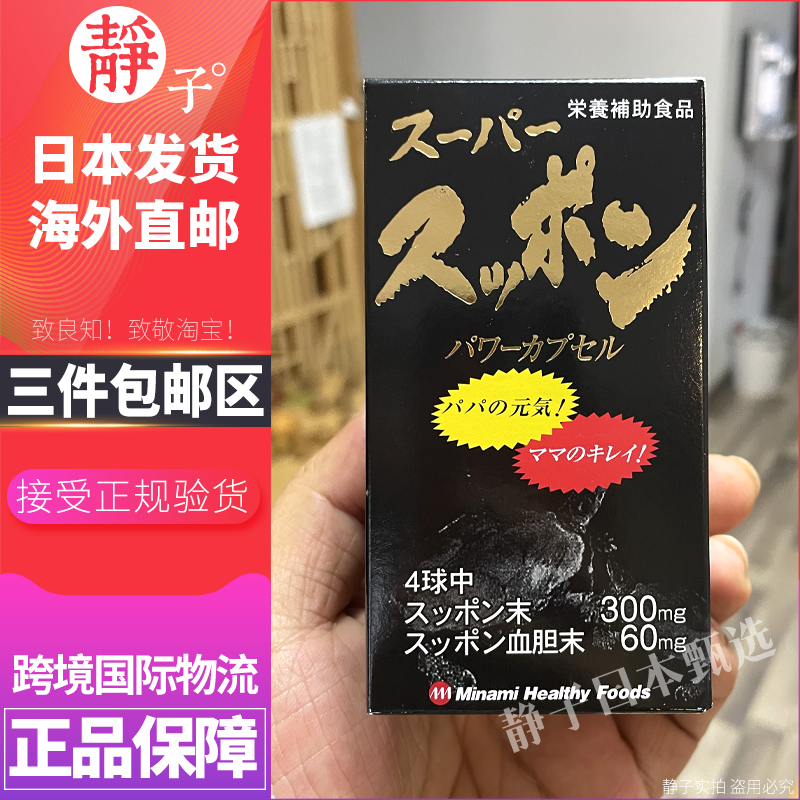 静
子
日本发货
海外直邮
致良知！致敬淘宝！
三件包邮区
接受正规验货
跨境国际物流
正品保障
栄養補助食品
スーパー
スッポン
パワーカプセル
パパの元気！
ママのキレイ！
4球中
スッポン末 300mg
スッポン血胆末 60mg
Minami Healthy Foods
静子日本甄选
静子实拍 盗用必究